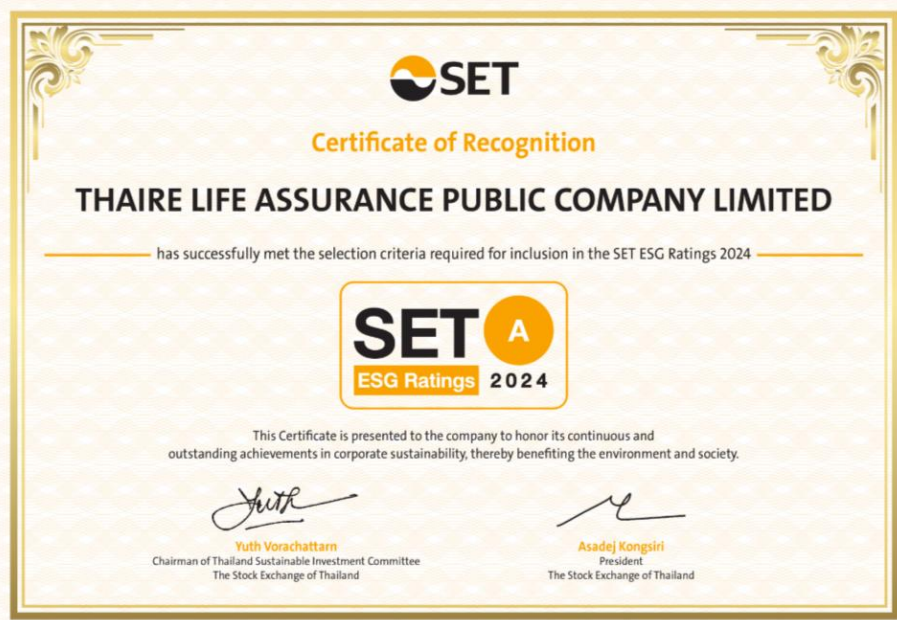 SET
Certificate of Recognition
THAIRE LIFE ASSURANCE PUBLIC COMPANY LIMITED
has successfully met the selection criteria required for inclusion in the SET ESG Ratings 2024
SET A
ESG Ratings 2024
This Certificate is presented to the company to honor its continuous and
outstanding achievements in corporate sustainability, thereby benefiting the environment and society.
Yuth
Yuth Vorachattarn
Chairman of Thailand Sustainable Investment Committee
The Stock Exchange of Thailand
Asadej Kongsiri
President
The Stock Exchange of Thailand